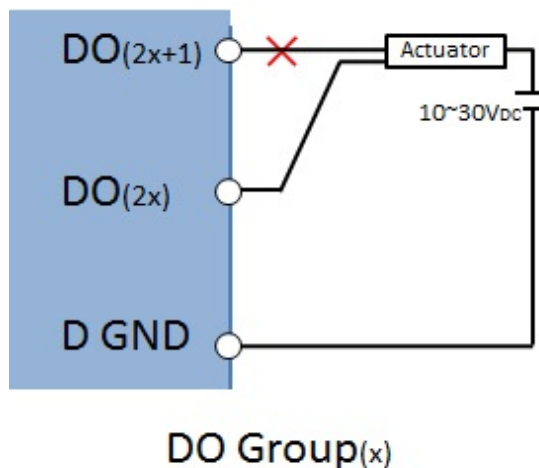 DO(2x+1)
Actuator
10~30VDC
DO(2x)
D GND
DO Group(x)